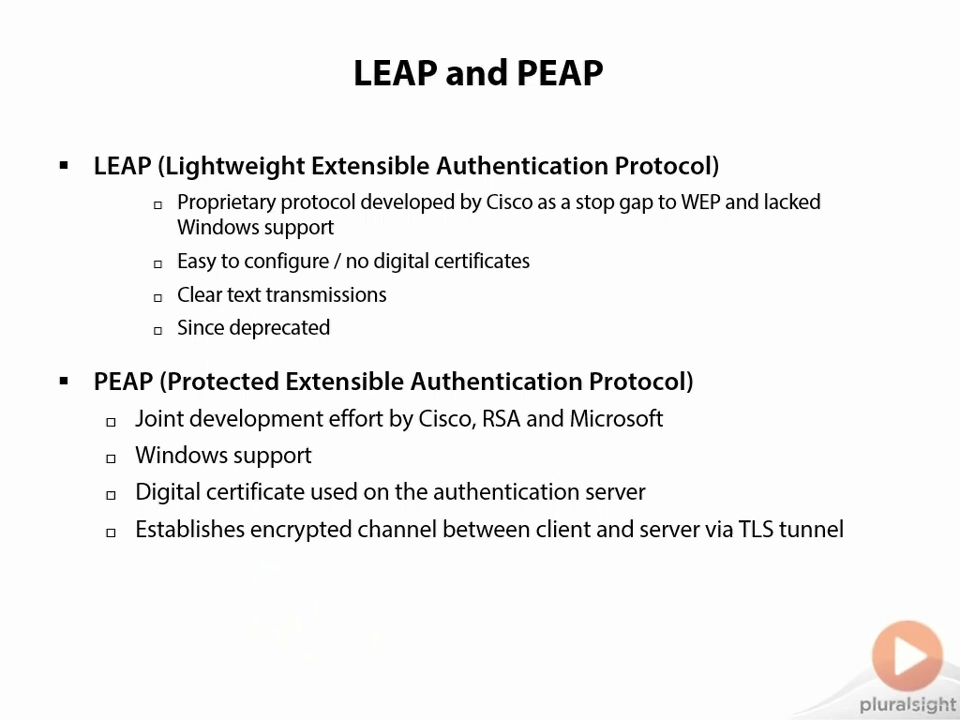 LEAP and PEAP
▪ LEAP (Lightweight Extensible Authentication Protocol)
▫ Proprietary protocol developed by Cisco as a stop gap to WEP and lacked
Windows support
▫ Easy to configure / no digital certificates
▫ Clear text transmissions
▫ Since deprecated
▪ PEAP (Protected Extensible Authentication Protocol)
▫ Joint development effort by Cisco, RSA and Microsoft
▫ Windows support
▫ Digital certificate used on the authentication server
▫ Establishes encrypted channel between client and server via TLS tunnel
pluralsight